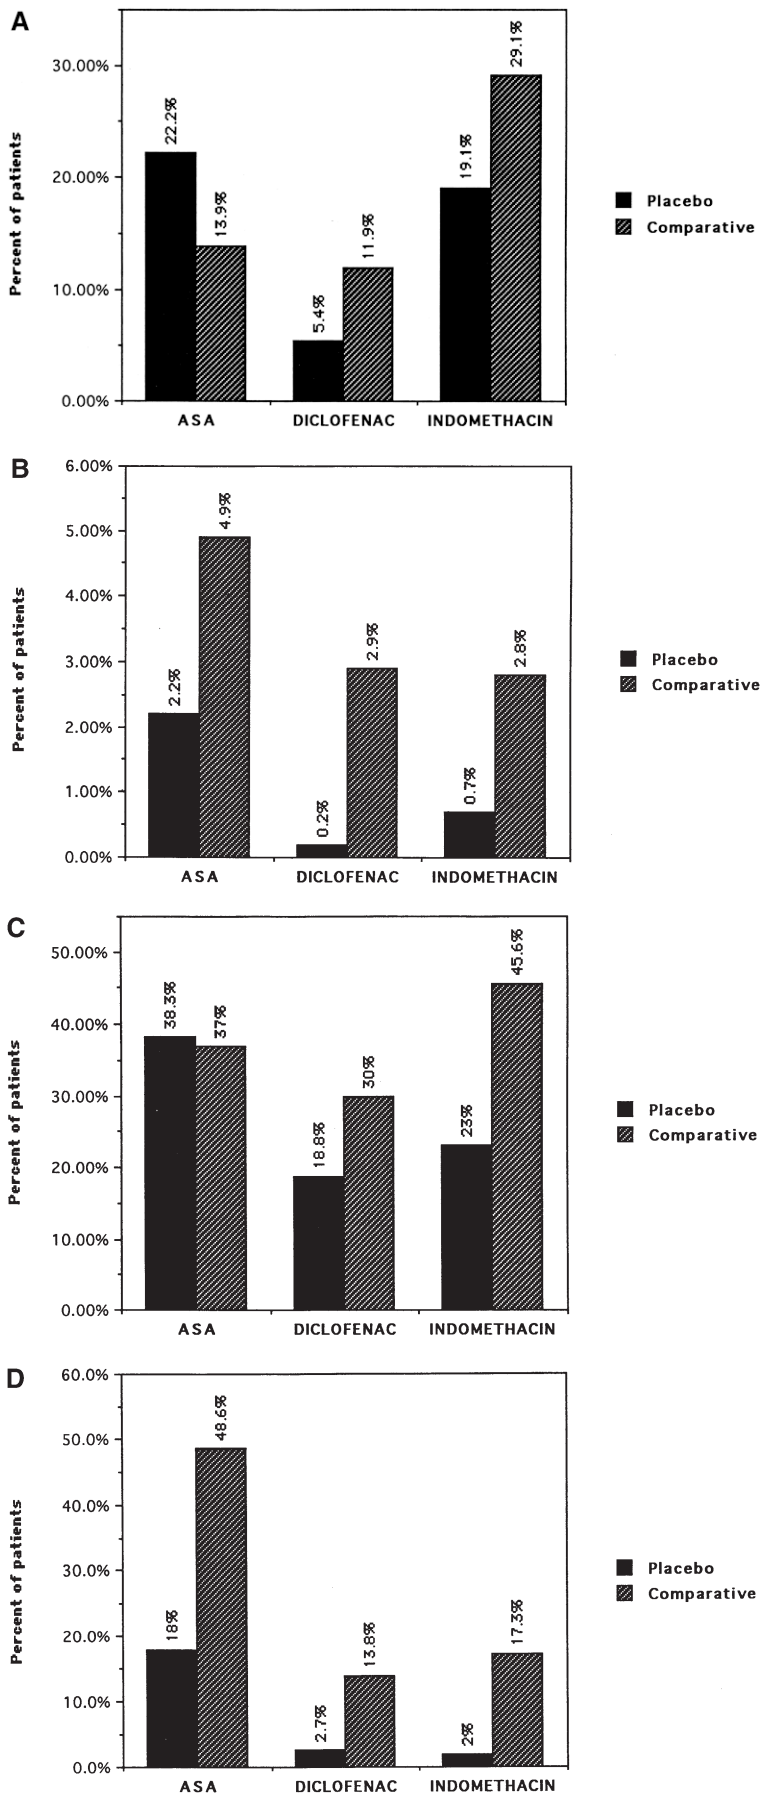 A
Percent of patients
30.00%
20.00%
10.00%
0.00%
22.2%
13.9%
5.4%
11.9%
19.1%
29.1%
ASA
DICLOFENAC
INDOMETHACIN
Placebo
Comparative
B
Percent of patients
6.00%
5.00%
4.00%
3.00%
2.00%
1.00%
0.00%
2.2%
4.9%
0.2%
2.9%
0.7%
2.8%
ASA
DICLOFENAC
INDOMETHACIN
Placebo
Comparative
C
Percent of patients
50.00%
40.00%
30.00%
20.00%
10.00%
0.00%
38.3%
37%
18.8%
30%
23%
45.6%
ASA
DICLOFENAC
INDOMETHACIN
Placebo
Comparative
D
Percent of patients
60.0%
50.0%
40.0%
30.0%
20.0%
10.0%
0.0%
18%
48.6%
2.7%
13.8%
2%
17.3%
ASA
DICLOFENAC
INDOMETHACIN
Placebo
Comparative